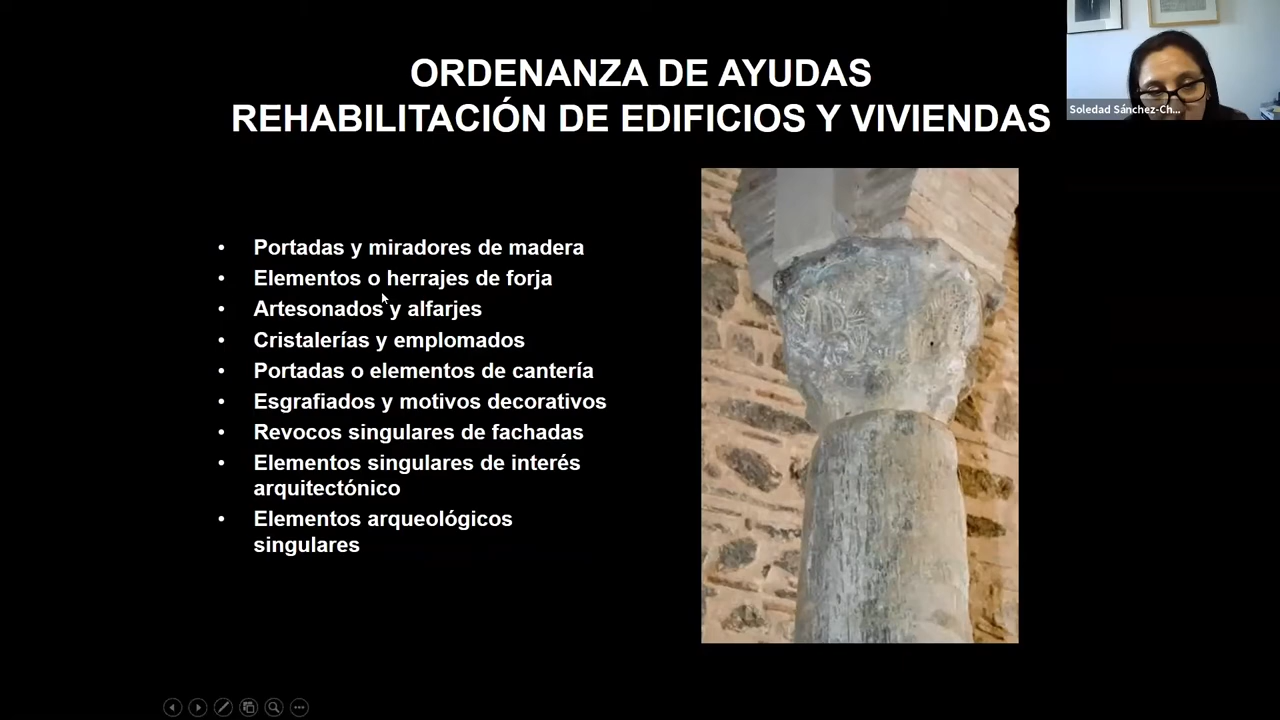 ORDENANZA DE AYUDAS
REHABILITACIÓN DE EDIFICIOS Y VIVIENDAS
Soledad Sánchez-Ch...
• Portadas y miradores de madera
• Elementos o herrajes de forja
• Artesonados y alfarjes
• Cristalerías y emplomados
• Portadas o elementos de cantería
• Esgrafiados y motivos decorativos
• Revocos singulares de fachadas
• Elementos singulares de interés
arquitectónico
• Elementos arqueológicos
singulares